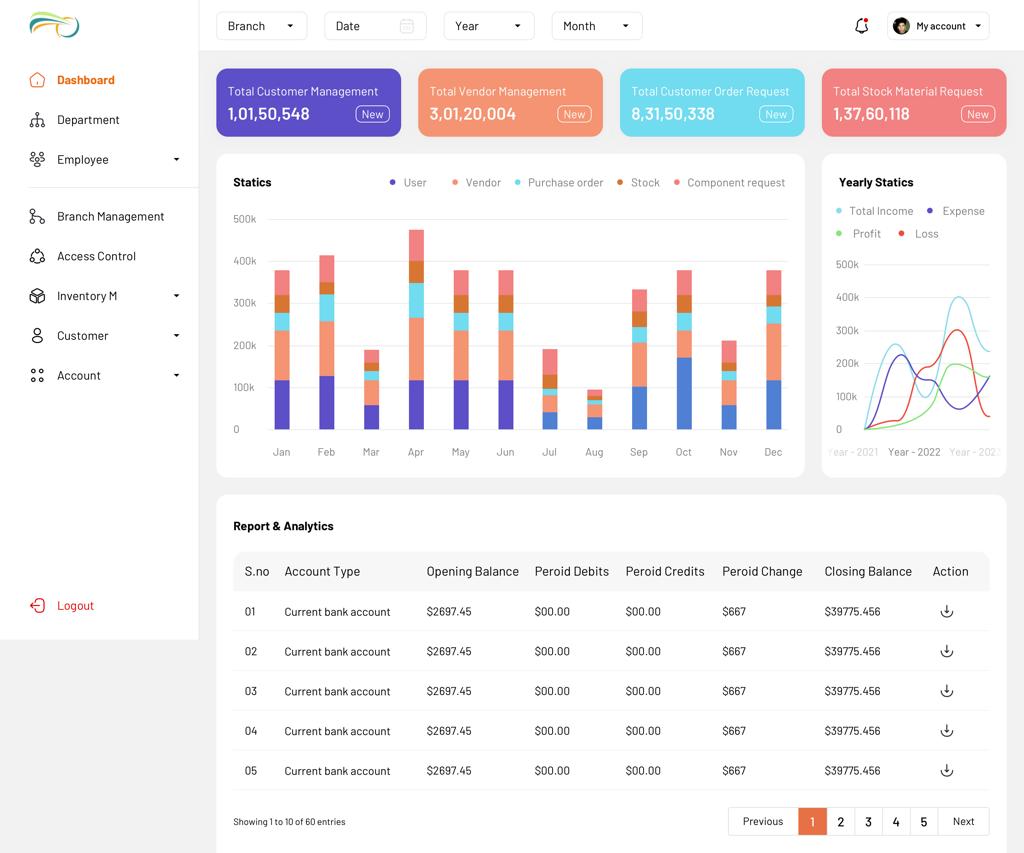 Branch
Date
Year
Month
My account
Dashboard
Department
Employee
Branch Management
Access Control
Inventory M
Customer
Account
Logout
Total Customer Management
1,01,50,548
New
Total Vendor Management
3,01,20,004
New
Total Customer Order Request
8,31,50,338
New
Total Stock Material Request
1,37,60,118
New
Statics
User
Vendor
Purchase order
Stock
Component request
500k
400k
300k
200k
100k
0
Jan
Feb
Mar
Apr
May
Jun
Jul
Aug
Sep
Oct
Nov
Dec
Yearly Statics
Total Income
Expense
Profit
Loss
500k
400k
300k
200k
100k
0
Year - 2021
Year - 2022
Year - 2023
Report & Analytics
S.no Account Type Opening Balance Peroid Debits Peroid Credits Peroid Change Closing Balance Action
01 Current bank account $2697.45 $00.00 $00.00 $667 $39775.456
02 Current bank account $2697.45 $00.00 $00.00 $667 $39775.456
03 Current bank account $2697.45 $00.00 $00.00 $667 $39775.456
04 Current bank account $2697.45 $00.00 $00.00 $667 $39775.456
05 Current bank account $2697.45 $00.00 $00.00 $667 $39775.456
Showing 1 to 10 of 60 entries
Previous 1 2 3 4 5 Next